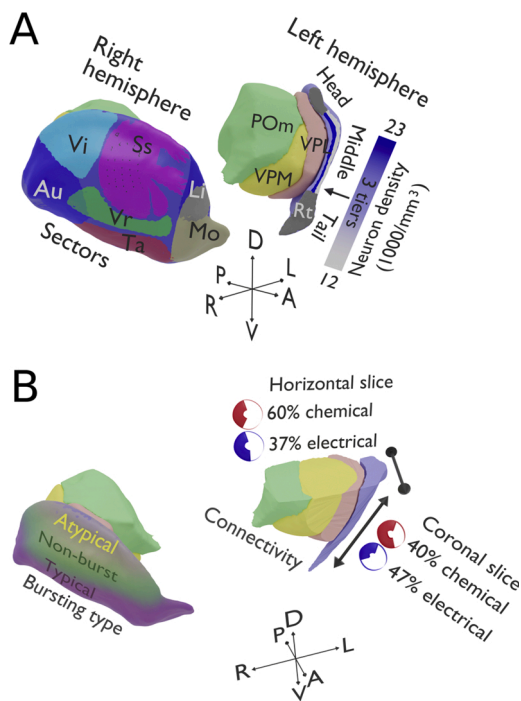 A
Right
hemisphere
Left hemisphere
Vi
Ss
Au
Li
Vr
Mo
Ta
Sectors
POm
VPL
VPM
Rt
Head
Middle
Tail
23
3 tiers
12
Neuron density
(1000/mm³)
D
L
P
R
A
V
B
Horizontal slice
60% chemical
37% electrical
Atypical
Non-burst
Typical
Bursting type
Connectivity
Coronal slice
40% chemical
47% electrical
D
P
L
R
A
V